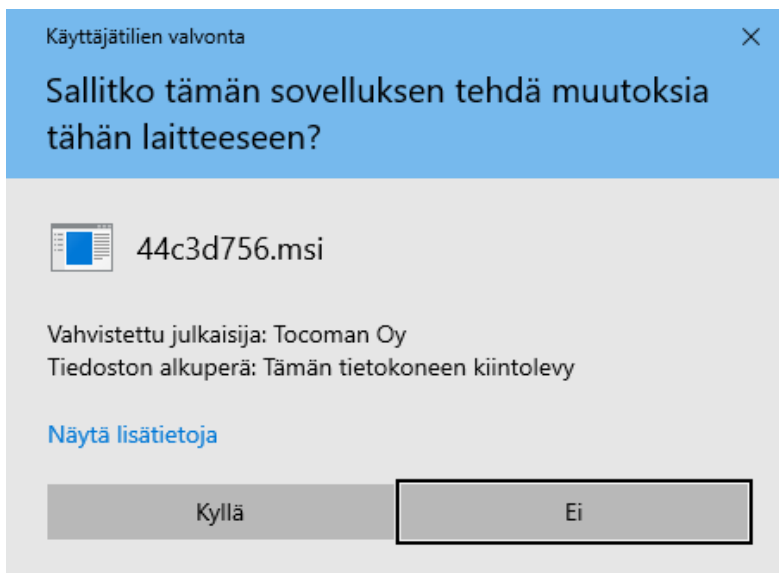 Käyttäjätilien valvonta
Sallitko tämän sovelluksen tehdä muutoksia
tähän laitteeseen?
44c3d756.msi
Vahvistettu julkaisija: Tocoman Oy
Tiedoston alkuperä: Tämän tietokoneen kiintolevy
Näytä lisätietoja
Kyllä
Ei